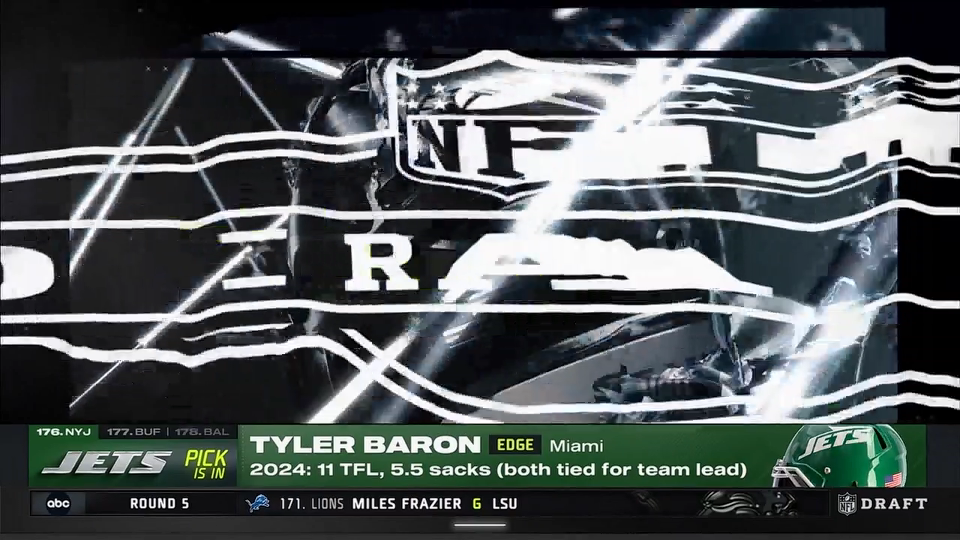 NFL
D R
176. NYJ 177. BUF | 178. BAL
JETS PICK IS IN
TYLER BARON EDGE Miami
2024: 11 TFL, 5.5 sacks (both tied for team lead)
JETS
abc ROUND 5 171. LIONS MILES FRAZIER G LSU NFL DRAFT